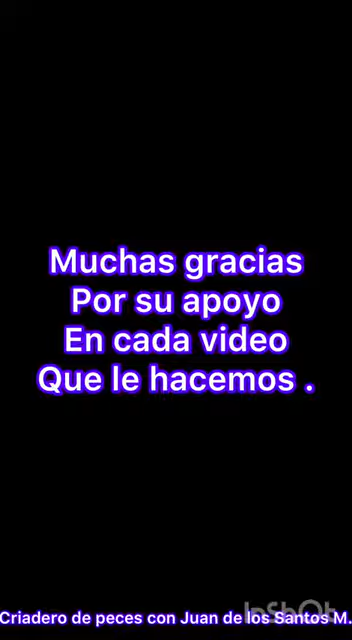 Muchas gracias
Por su apoyo
En cada video
Que le hacemos .
InShOt
Criadero de peces con Juan de los Santos M.